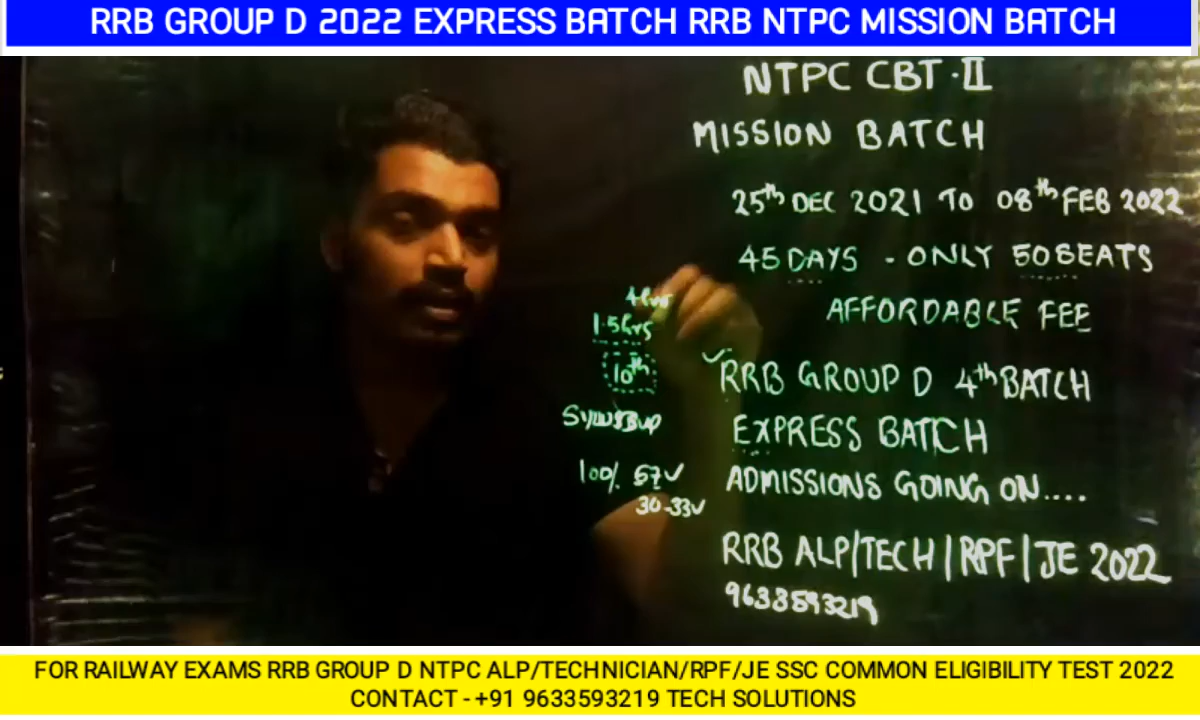 RRB GROUP D 2022 EXPRESS BATCH RRB NTPC MISSION BATCH
NTPC CBT-II
MISSION BATCH
25th DEC 2021 TO 08th FEB 2022
45 DAYS - ONLY 50 SEATS
AFFORDABLE FEE
4hrs
1.5hrs
10th
RRB GROUP D 4th BATCH
EXPRESS BATCH
100% 57✓
30-33✓
ADMISSIONS GOING ON....
RRB ALP/TECH/RPF/JE 2022
9633593219
FOR RAILWAY EXAMS RRB GROUP D NTPC ALP/TECHNICIAN/RPF/JE SSC COMMON ELIGIBILITY TEST 2022
CONTACT - +91 9633593219 TECH SOLUTIONS